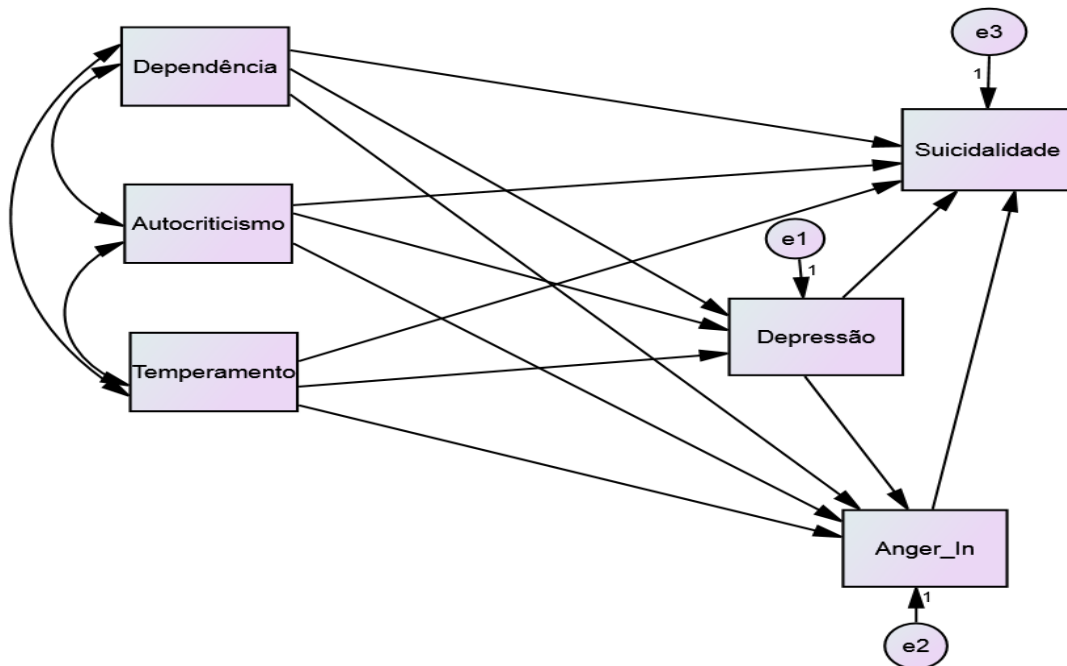 e3
Dependência
1
Suicidalidade
Autocriticismo
e1
1
Depressão
Temperamento
Anger_In
1
e2